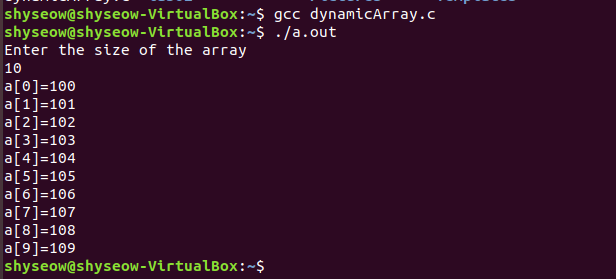 shyseow@shyseow-VirtualBox:~$ gcc dynamicArray.c
shyseow@shyseow-VirtualBox:~$ ./a.out
Enter the size of the array
10
a[0]=100
a[1]=101
a[2]=102
a[3]=103
a[4]=104
a[5]=105
a[6]=106
a[7]=107
a[8]=108
a[9]=109
shyseow@shyseow-VirtualBox:~$